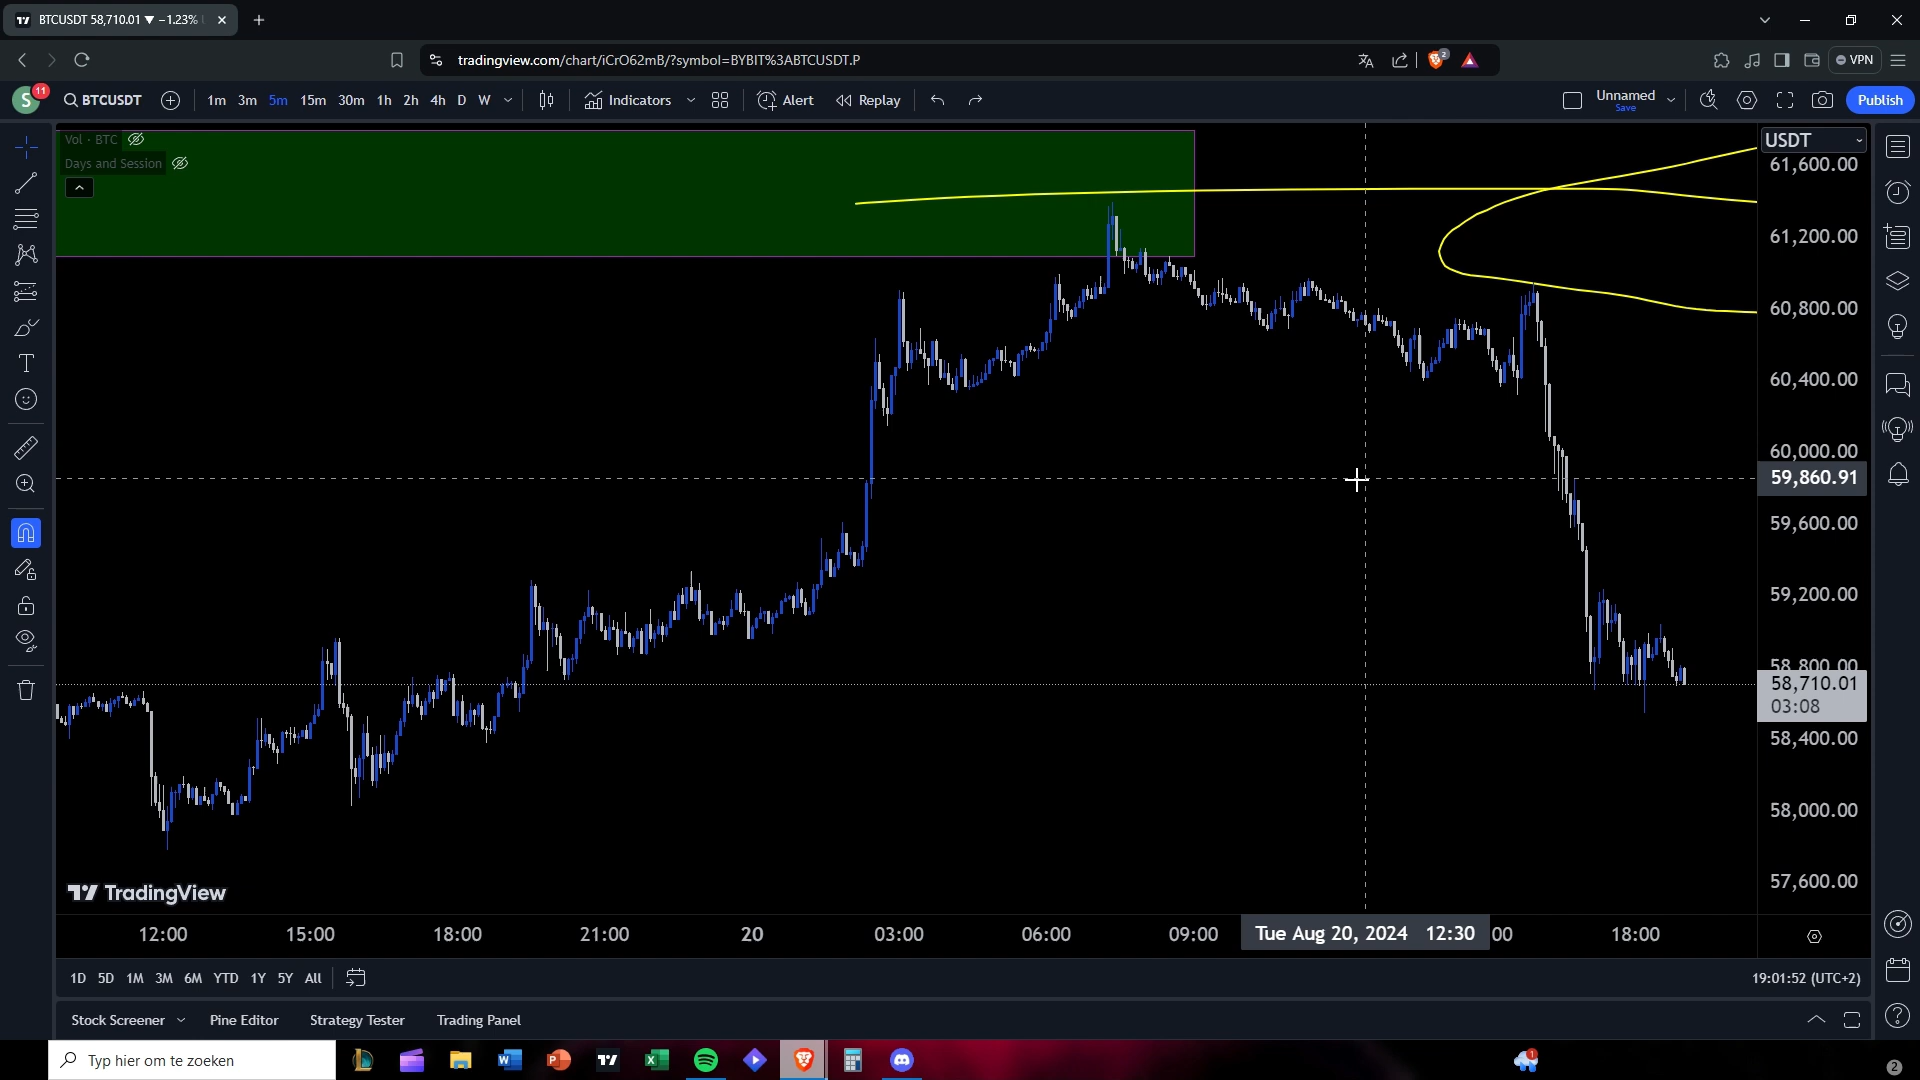 BTCUSDT 58,710.01 ▼ −1.23%
tradingview.com/chart/iCrO62mB/?symbol=BYBIT%3ABTCUSDT.P
2
VPN
S
11
BTCUSDT
1m 3m 5m 15m 30m 1h 2h 4h D W
Indicators
Alert
Replay
Unnamed
Save
Publish
Vol · BTC
Days and Session
USDT
61,600.00
61,200.00
60,800.00
60,400.00
60,000.00
59,860.91
59,600.00
59,200.00
58,800.00
58,710.01
03:08
58,400.00
58,000.00
57,600.00
TradingView
12:00 15:00 18:00 21:00 20 03:00 06:00 09:00 Tue Aug 20, 2024 12:30 00 18:00
1D 5D 1M 3M 6M YTD 1Y 5Y All
19:01:52 (UTC+2)
Stock Screener Pine Editor Strategy Tester Trading Panel
Typ hier om te zoeken
1
2